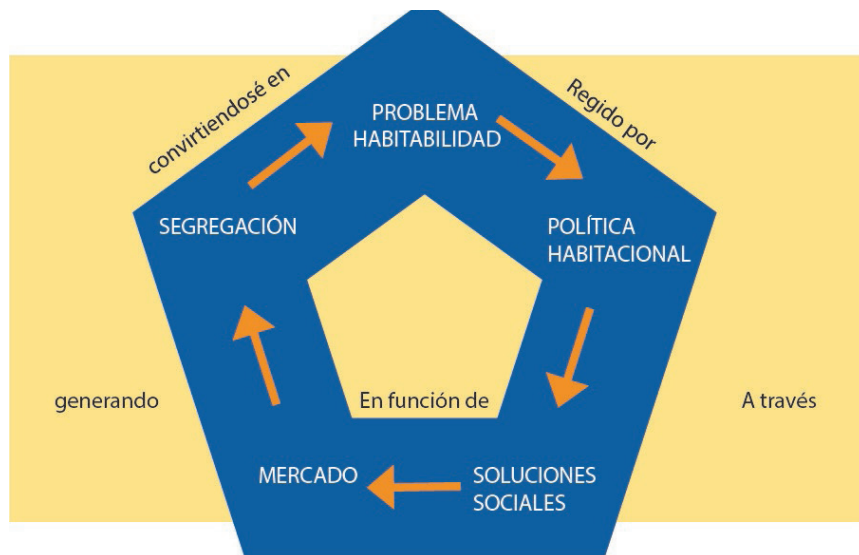 convirtiendosé en
Regido por
PROBLEMA
HABITABILIDAD
SEGREGACIÓN
POLÍTICA
HABITACIONAL
generando
En función de
A través
MERCADO
SOLUCIONES
SOCIALES